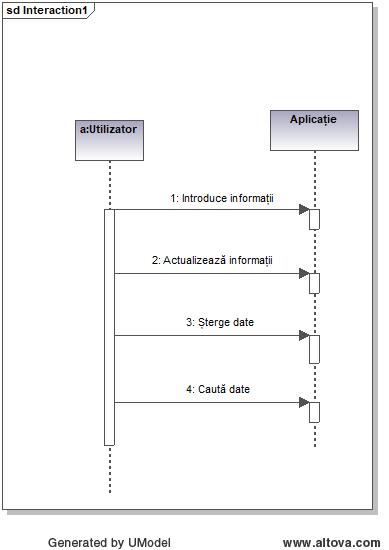 sd Interaction1
Aplicație
a:Utilizator
1: Introduce informații
2: Actualizează informații
3: Șterge date
4: Caută date
Generated by UModel
www.altova.com